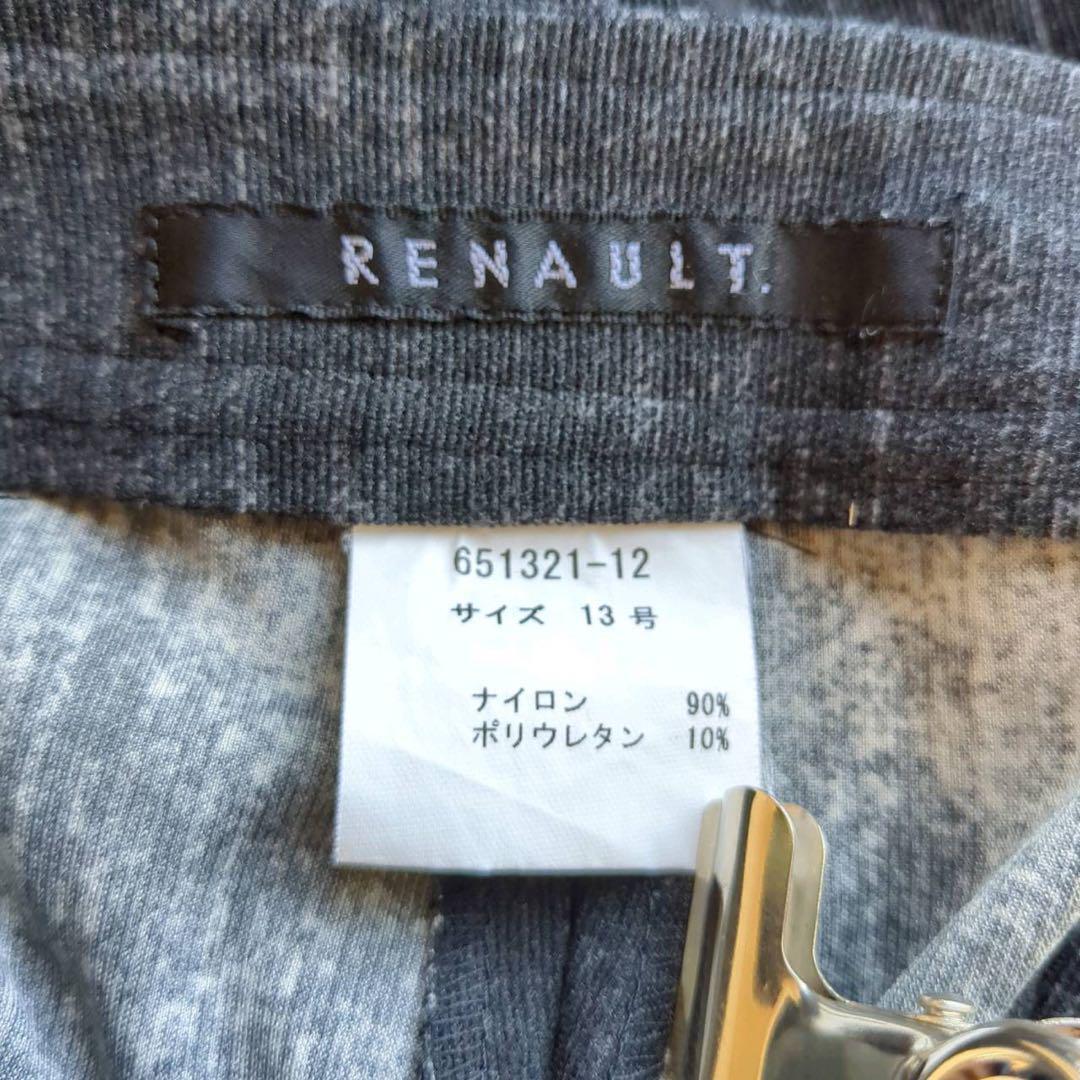 RENAULT.
651321-12
サイズ 13 号
ナイロン 90%
ポリウレタン 10%